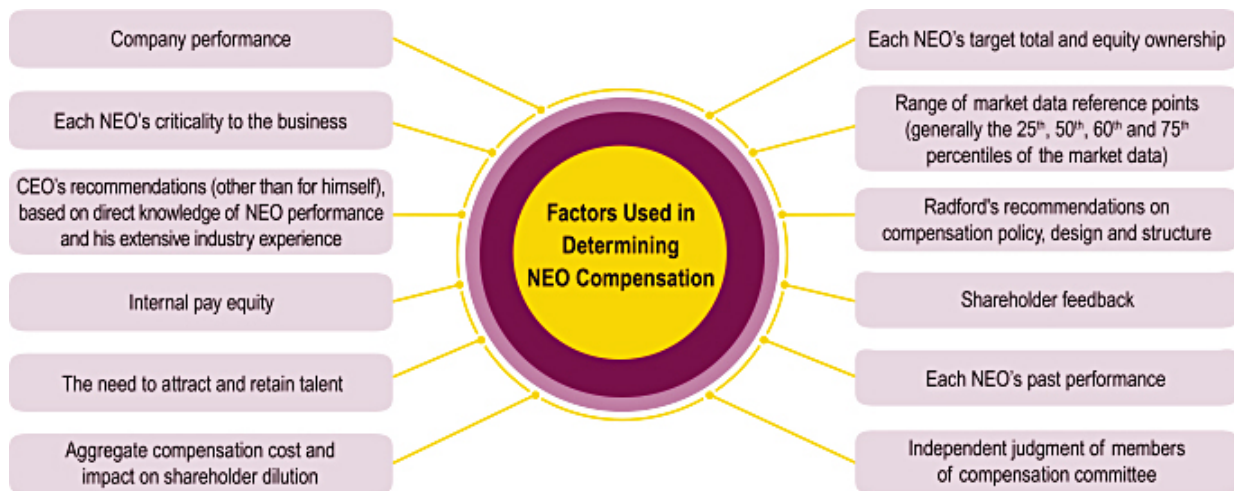 Company performance
Each NEO's criticality to the business
CEO's recommendations (other than for himself),
based on direct knowledge of NEO performance
and his extensive industry experience
Internal pay equity
The need to attract and retain talent
Aggregate compensation cost and
impact on shareholder dilution
Factors Used in
Determining
NEO Compensation
Each NEO's target total and equity ownership
Range of market data reference points
(generally the 25th, 50th, 60th and 75th
percentiles of the market data)
Radford's recommendations on
compensation policy, design and structure
Shareholder feedback
Each NEO's past performance
Independent judgment of members
of compensation committee